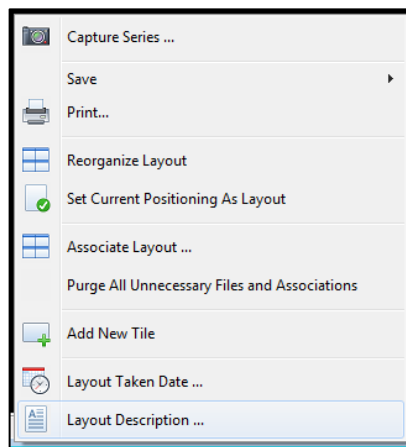 Capture Series ...
Save
Print...
Reorganize Layout
Set Current Positioning As Layout
Associate Layout ...
Purge All Unnecessary Files and Associations
Add New Tile
Layout Taken Date ...
Layout Description ...